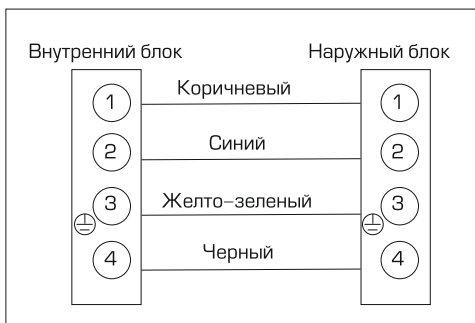 Внутренний блок Наружный блок
1 Коричневый 1
2 Синий 2
3 Желто-зеленый 3
4 Черный 4